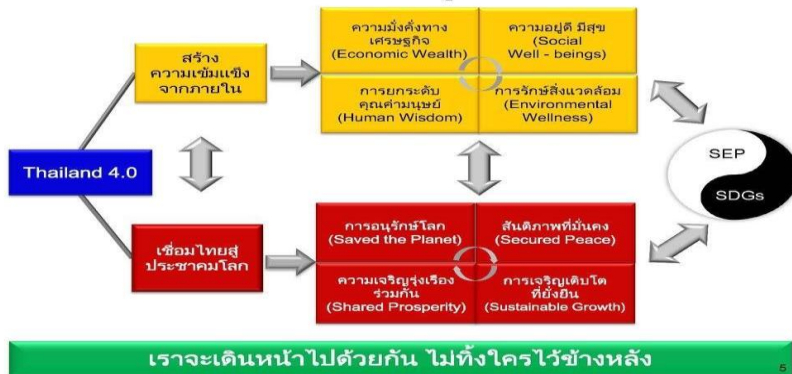 ความมั่งคั่งทาง
เศรษฐกิจ
(Economic Wealth)
ความอยู่ดี มีสุข
(Social
Well - beings)
สร้าง
ความเข้มแข็ง
จากภายใน
การยกระดับ
คุณค่ามนุษย์
(Human Wisdom)
การรักษ์สิ่งแวดล้อม
(Environmental
Wellness)
Thailand 4.0
SEP
SDGs
เชื่อมไทยสู่
ประชาคมโลก
การอนุรักษ์โลก
(Saved the Planet)
สันติภาพที่มั่นคง
(Secured Peace)
ความเจริญรุ่งเรือง
ร่วมกัน
(Shared Prosperity)
การเจริญเติบโต
ที่ยั่งยืน
(Sustainable Growth)
เราจะเดินหน้าไปด้วยกัน ไม่ทิ้งใครไว้ข้างหลัง
5